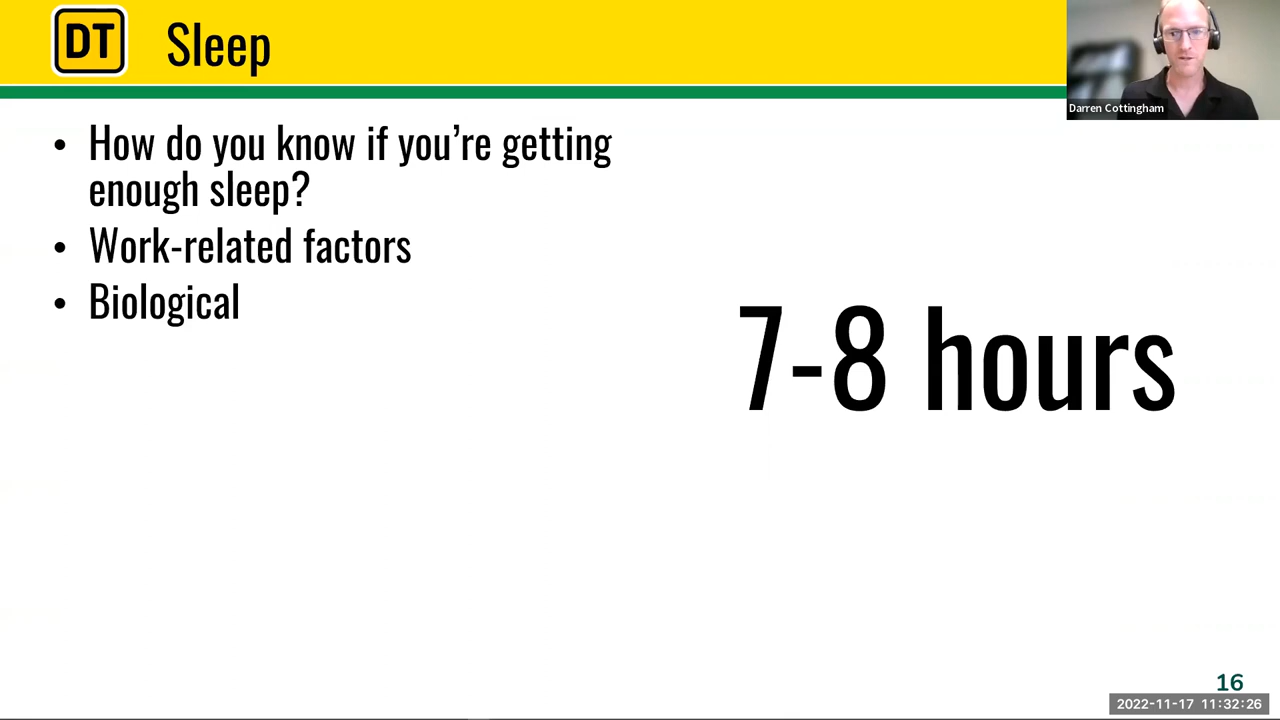 DT
Sleep
Darren Cottingham
• How do you know if you’re getting
enough sleep?
• Work-related factors
• Biological
7-8 hours
16
2022-11-17 11:32:26